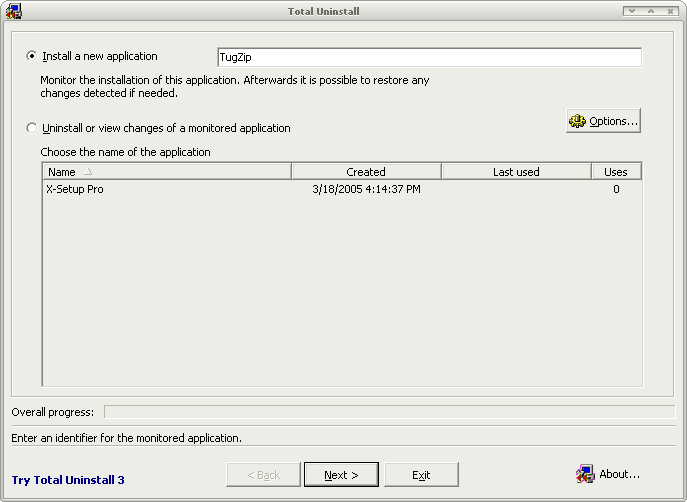 Total Uninstall
Install a new application
TugZip
Monitor the installation of this application. Afterwards it is possible to restore any
changes detected if needed.
Uninstall or view changes of a monitored application
Options...
Choose the name of the application
Name Created Last used Uses
X-Setup Pro 3/18/2005 4:14:37 PM 0
Overall progress:
Enter an identifier for the monitored application.
Try Total Uninstall 3
< Back
Next >
Exit
About...